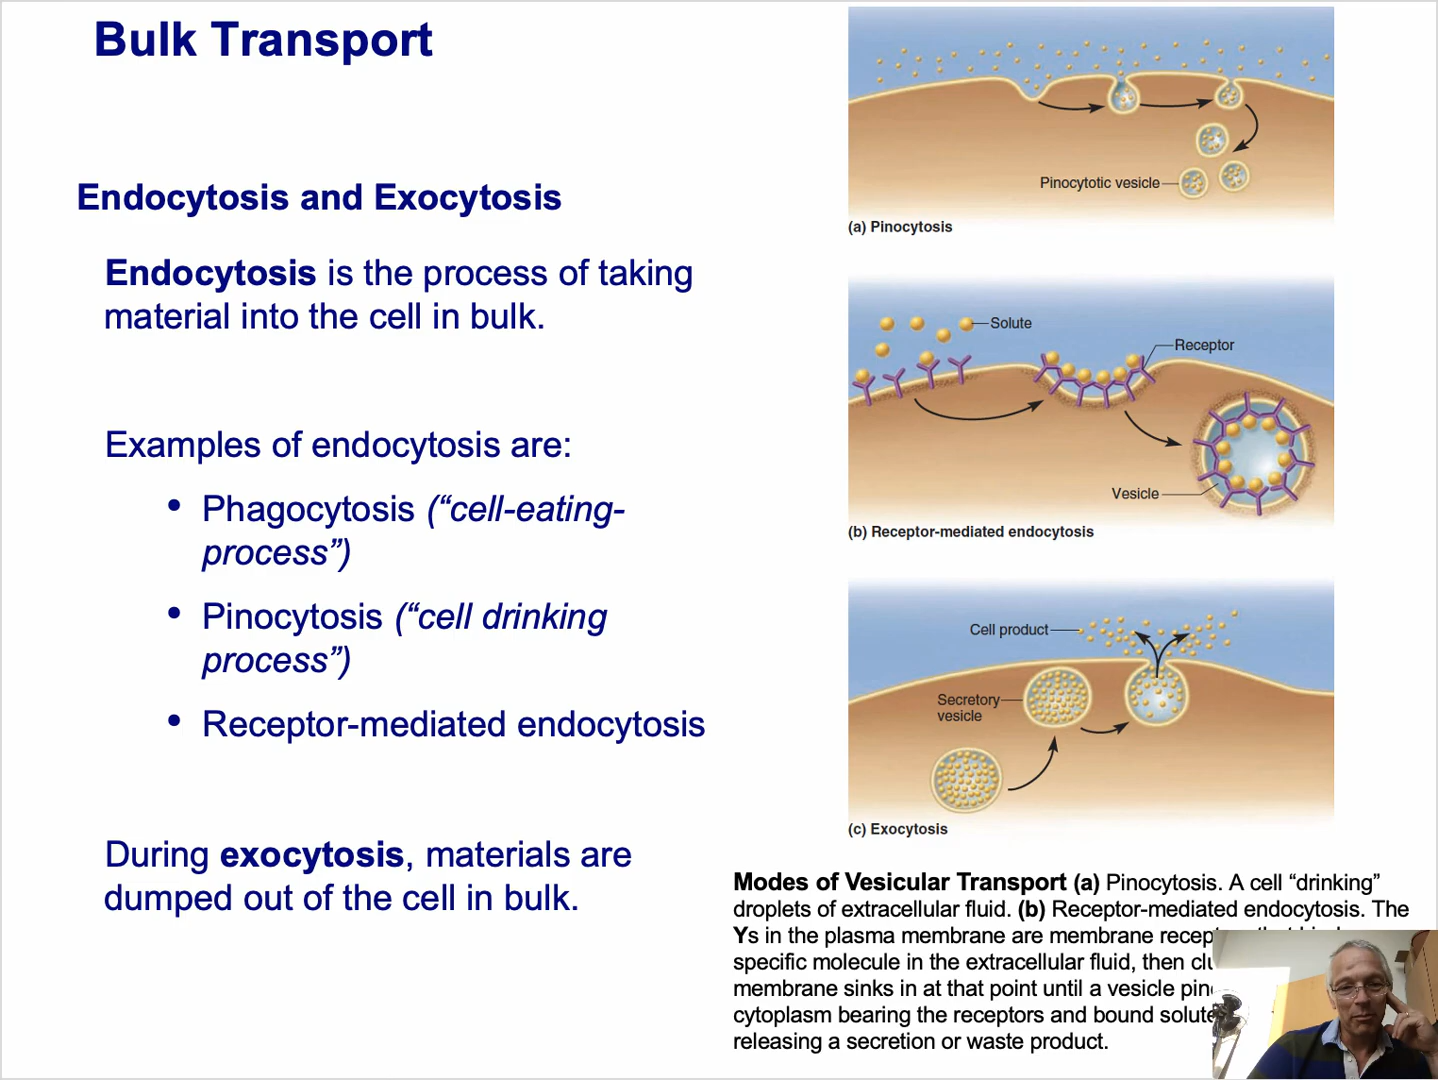 Bulk Transport
Endocytosis and Exocytosis
Endocytosis is the process of taking
material into the cell in bulk.
Examples of endocytosis are:
• Phagocytosis (“cell-eating-
process”)
• Pinocytosis (“cell drinking
process”)
• Receptor-mediated endocytosis
During exocytosis, materials are
dumped out of the cell in bulk.
Pinocytotic vesicle
(a) Pinocytosis
Solute
Receptor
Vesicle
(b) Receptor-mediated endocytosis
Cell product
Secretory
vesicle
(c) Exocytosis
Modes of Vesicular Transport (a) Pinocytosis. A cell “drinking”
droplets of extracellular fluid. (b) Receptor-mediated endocytosis. The
Ys in the plasma membrane are membrane
specific molecule in the extracellular fluid, then
membrane sinks in at that point until a vesicle
cytoplasm bearing the receptors and bound
releasing a secretion or waste product.